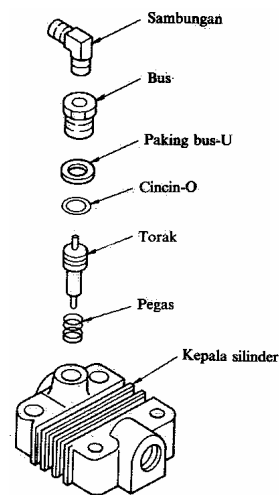 Sambungan
Bus
Paking bus-U
Cincin-O
Torak
Pegas
Kepala silinder